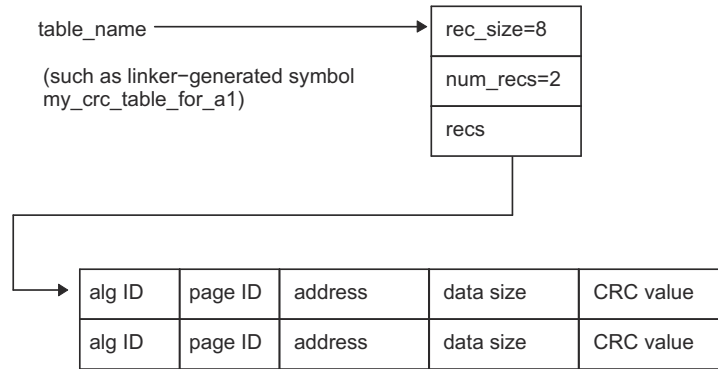 table_name
rec_size=8
(such as linker−generated symbol
my_crc_table_for_a1)
num_recs=2
recs
alg ID page ID address data size CRC value
alg ID page ID address data size CRC value